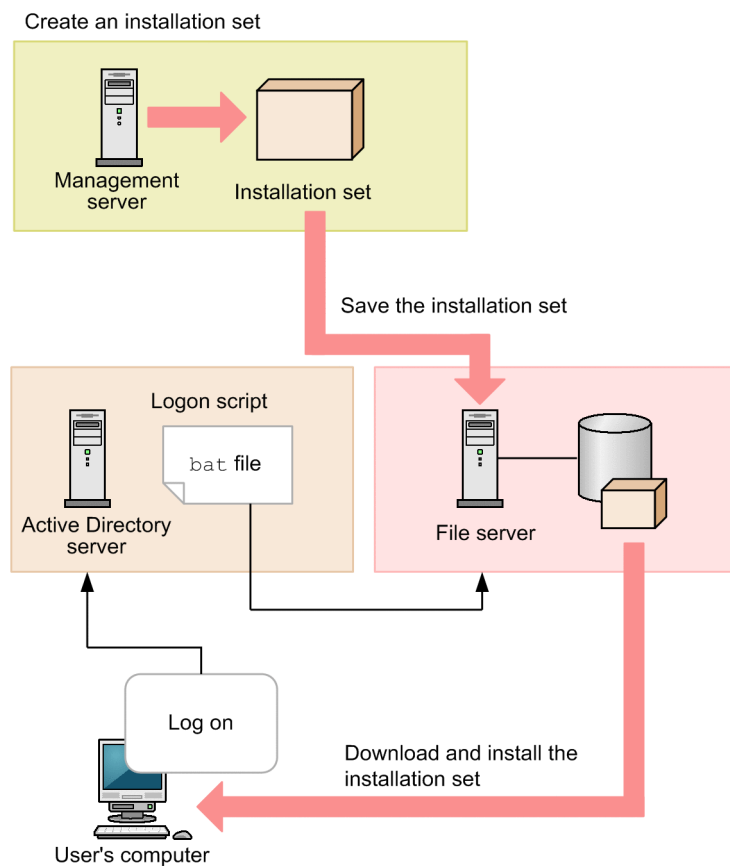 Create an installation set
Management
server
Installation set
Save the installation set
Logon script
bat file
Active Directory
server
File server
Log on
Download and install the
installation set
User's computer